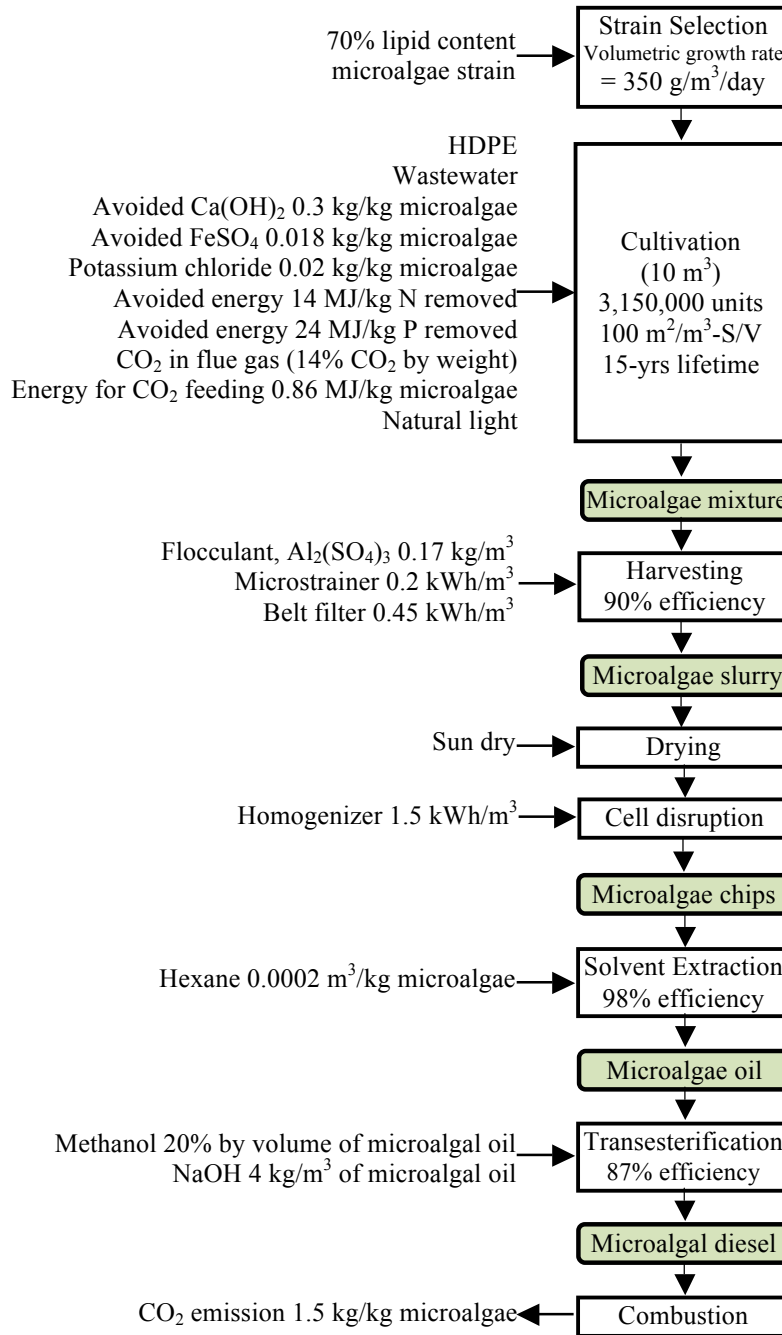 70% lipid content
microalgae strain
Strain Selection
Volumetric growth rate
= 350 g/m³/day
HDPE
Wastewater
Avoided Ca(OH)₂ 0.3 kg/kg microalgae
Avoided FeSO₄ 0.018 kg/kg microalgae
Potassium chloride 0.02 kg/kg microalgae
Avoided energy 14 MJ/kg N removed
Avoided energy 24 MJ/kg P removed
CO₂ in flue gas (14% CO₂ by weight)
Energy for CO₂ feeding 0.86 MJ/kg microalgae
Natural light
Cultivation
(10 m³)
3,150,000 units
100 m²/m³-S/V
15-yrs lifetime
Microalgae mixture
Flocculant, Al₂(SO₄)₃ 0.17 kg/m³
Microstrainer 0.2 kWh/m³
Belt filter 0.45 kWh/m³
Harvesting
90% efficiency
Microalgae slurry
Sun dry
Drying
Homogenizer 1.5 kWh/m³
Cell disruption
Microalgae chips
Hexane 0.0002 m³/kg microalgae
Solvent Extraction
98% efficiency
Microalgae oil
Methanol 20% by volume of microalgal oil
NaOH 4 kg/m³ of microalgal oil
Transesterification
87% efficiency
Microalgal diesel
CO₂ emission 1.5 kg/kg microalgae
Combustion